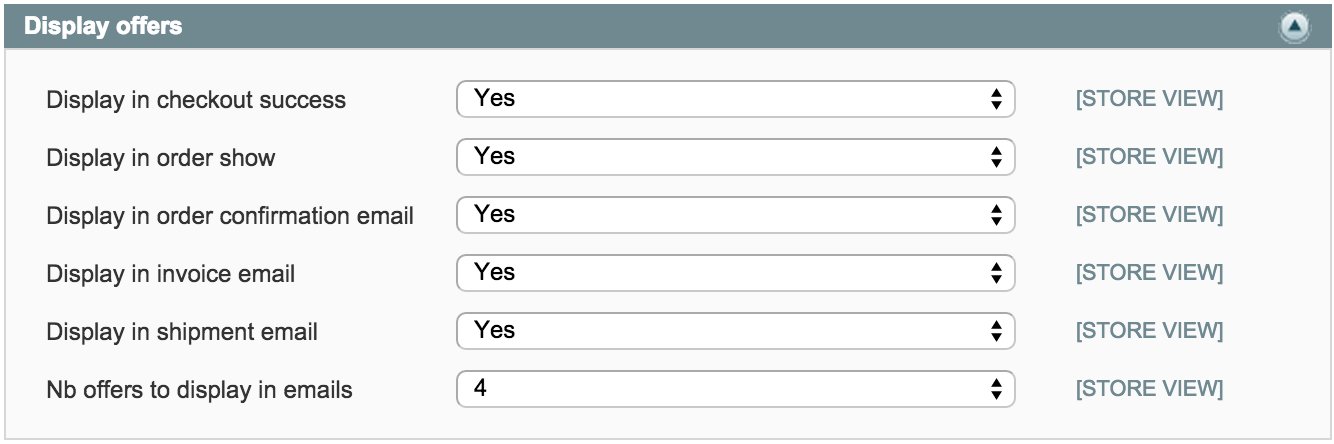 Display offers
Display in checkout success Yes [STORE VIEW]
Display in order show Yes [STORE VIEW]
Display in order confirmation email Yes [STORE VIEW]
Display in invoice email Yes [STORE VIEW]
Display in shipment email Yes [STORE VIEW]
Nb offers to display in emails 4 [STORE VIEW]